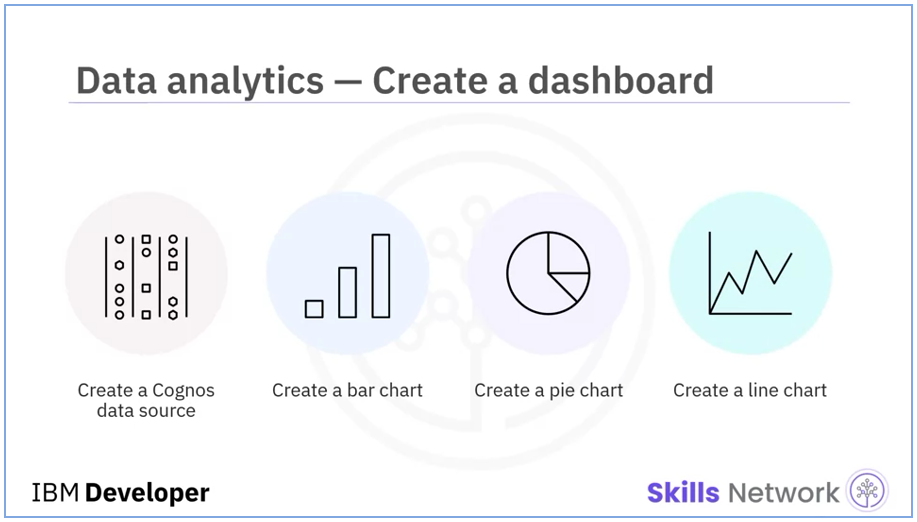 Data analytics — Create a dashboard
Create a Cognos
data source
Create a bar chart
Create a pie chart
Create a line chart
IBM Developer
Skills Network